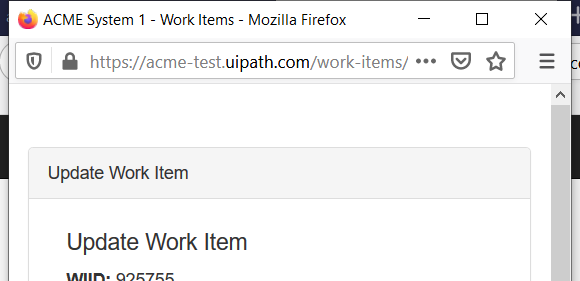 ACME System 1 - Work Items - Mozilla Firefox
https://acme-test.uipath.com/work-items/
Update Work Item
Update Work Item
WIID: 925755